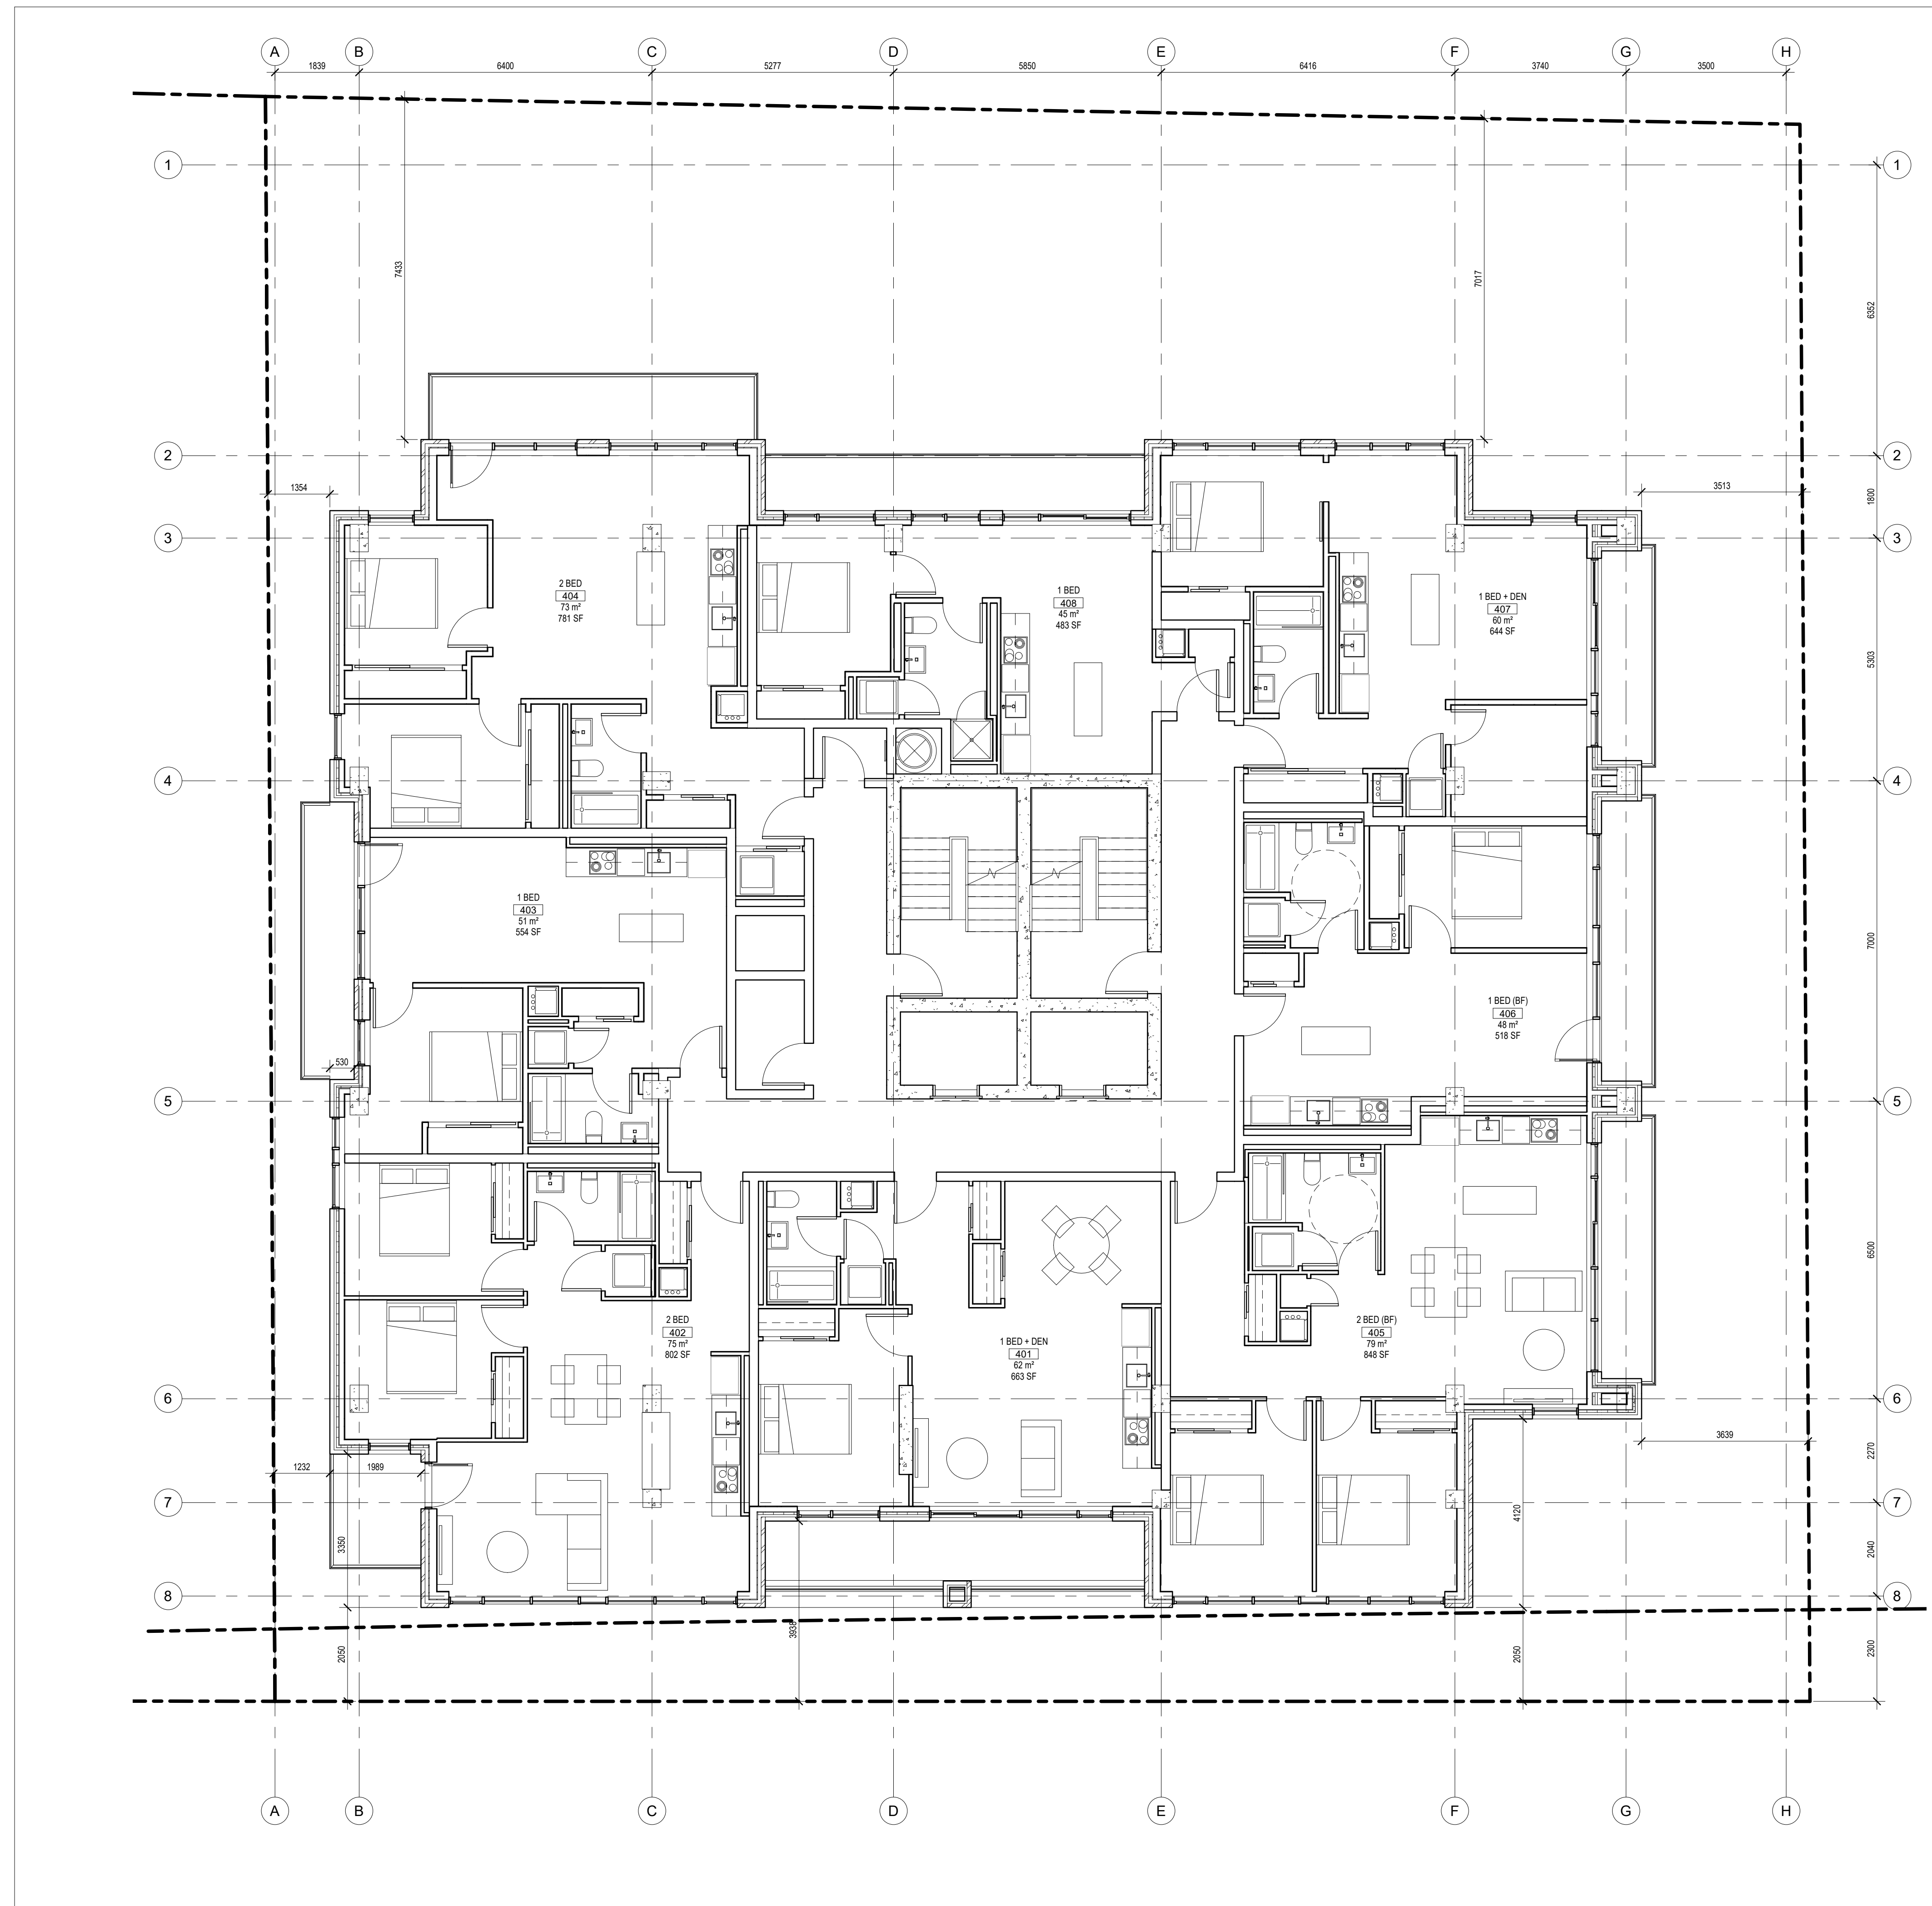 A B C D E F G H
1839 6400 5277 5850 6416 3740 3500
1 1
7433 7017
6352
2 2
1354 3513
1800
3 3
2 BED
404
73 m²
781 SF
1 BED
408
45 m²
483 SF
1 BED + DEN
407
60 m²
644 SF
5303
4 4
1 BED
403
51 m²
554 SF
7000
1 BED (BF)
406
48 m²
518 SF
530
5 5
6500
2 BED
402
75 m²
802 SF
1 BED + DEN
401
62 m²
663 SF
2 BED (BF)
405
79 m²
848 SF
6 6
3639
2270
1232 1989
7 7
3350 4120
2040
8 8
2050 3938 2050
2300
A B C D E F G H